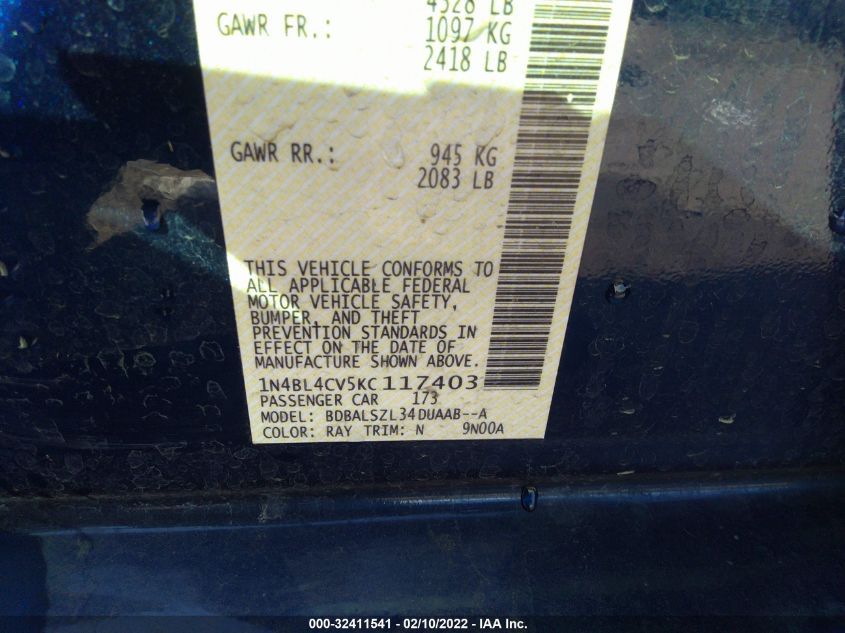 4528 LB
GAWR FR.: 1097 KG
2418 LB
GAWR RR.: 945 KG
2083 LB
THIS VEHICLE CONFORMS TO
ALL APPLICABLE FEDERAL
MOTOR VEHICLE SAFETY,
BUMPER, AND THEFT
PREVENTION STANDARDS IN
EFFECT ON THE DATE OF
MANUFACTURE SHOWN ABOVE.
1N4BL4CV5KC117403
PASSENGER CAR 173
MODEL: BDBALSZL34DUAAB--A
COLOR: RAY TRIM: N 9N00A
000-32411541 - 02/10/2022 - IAA Inc.